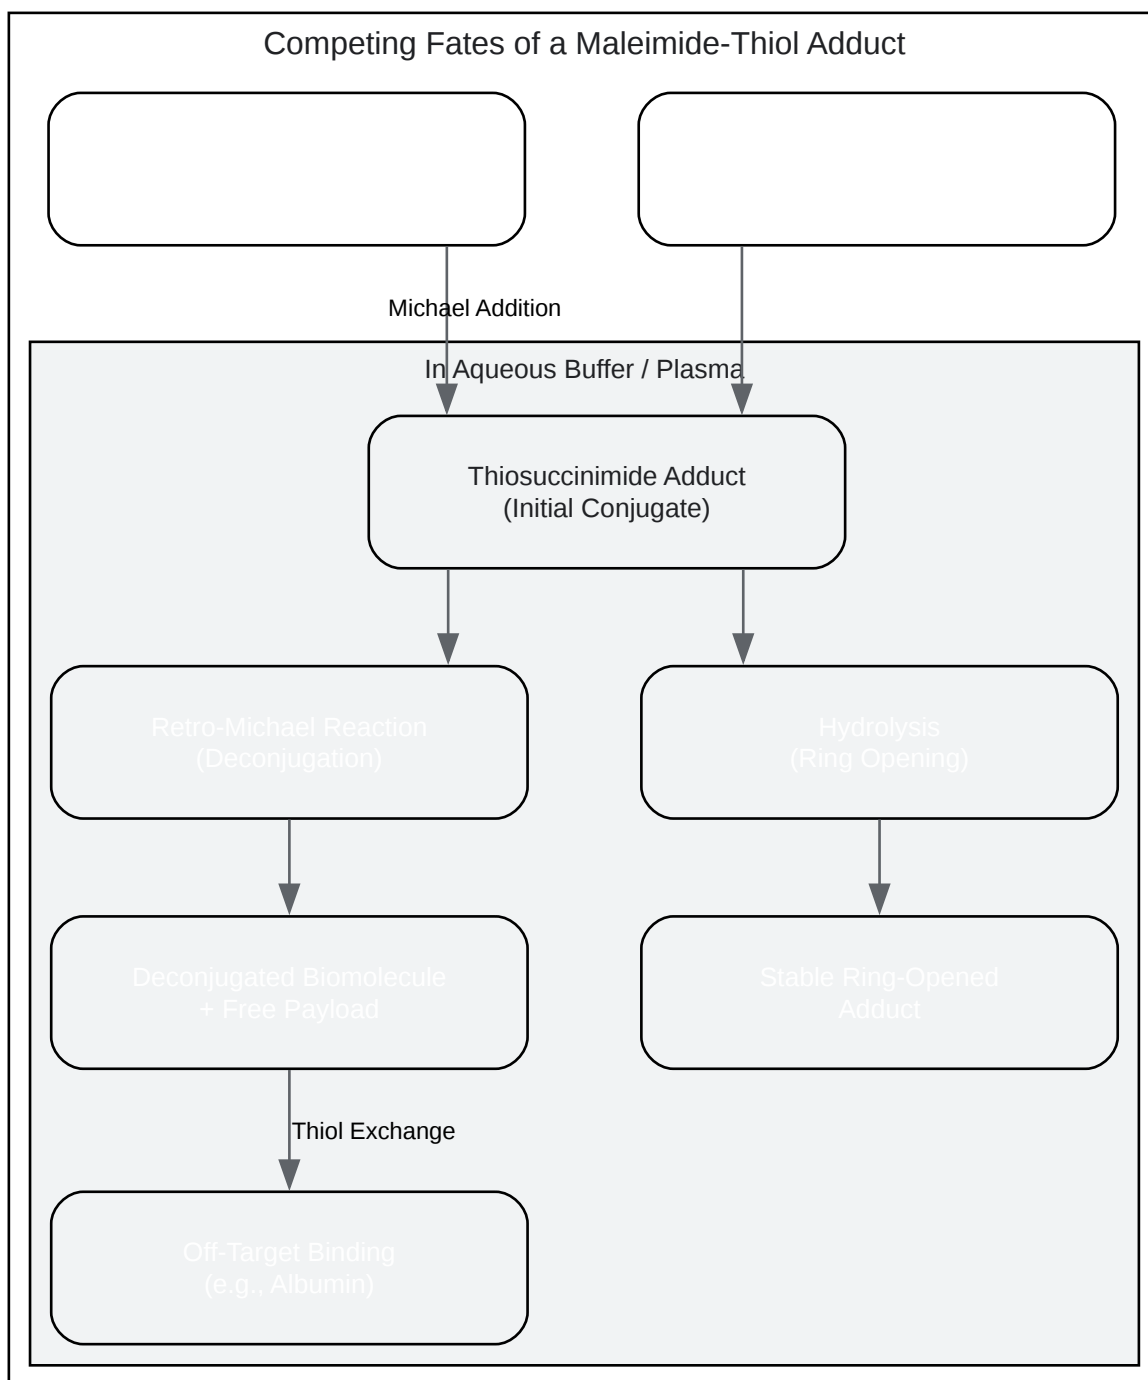 Competing Fates of a Maleimide-Thiol Adduct
Michael Addition
In Aqueous Buffer / Plasma
Thiosuccinimide Adduct
(Initial Conjugate)
Retro-Michael Reaction
(Deconjugation)
Hydrolysis
(Ring Opening)
Deconjugated Biomolecule
+ Free Payload
Stable Ring-Opened
Adduct
Thiol Exchange
Off-Target Binding
(e.g., Albumin)